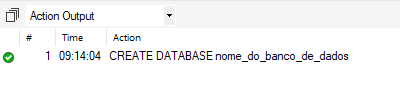 Action Output
# Time Action
1 09:14:04 CREATE DATABASE nome_do_banco_de_dados